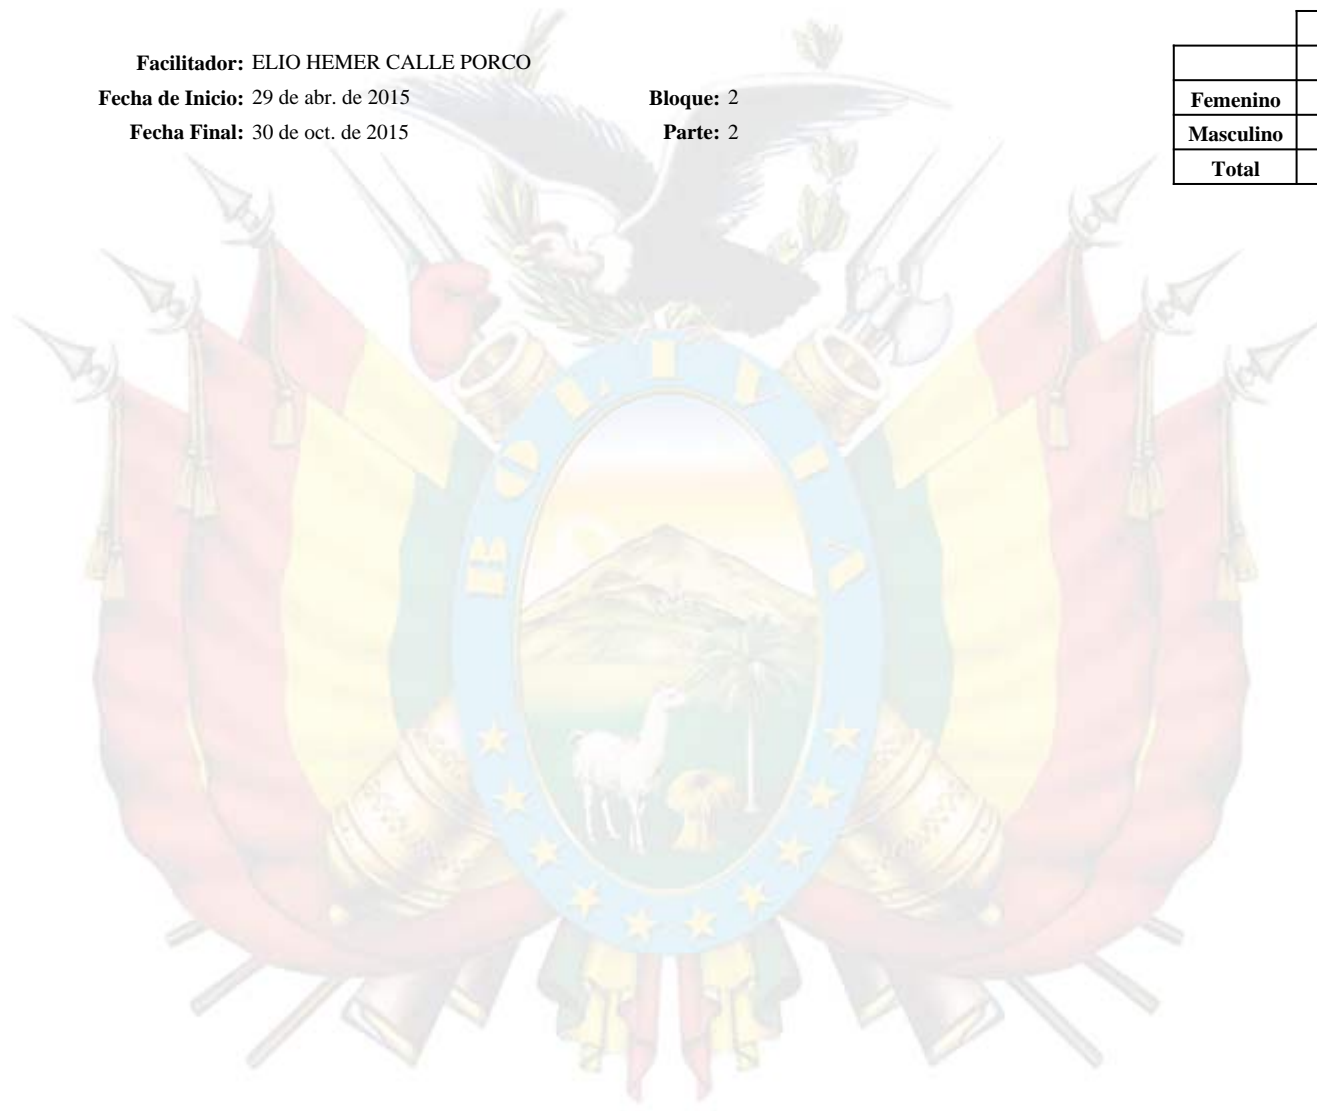 Facilitador: ELIO HEMER CALLE PORCO
Fecha de Inicio: 29 de abr. de 2015 Bloque: 2
Fecha Final: 30 de oct. de 2015 Parte: 2
Femenino
Masculino
Total
BOLIVIA